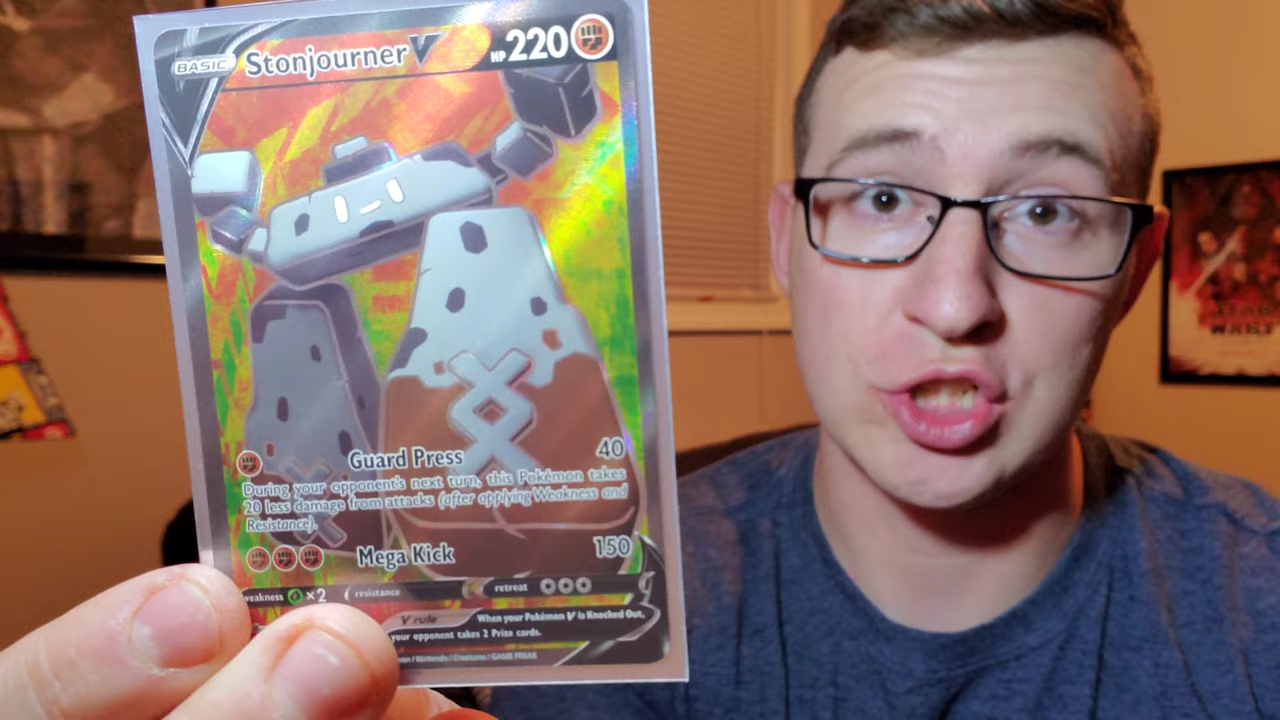 BASIC Stonjourner V HP 220
Guard Press 40
During your opponent's next turn, this Pokémon takes
20 less damage from attacks (after applying Weakness and
Resistance).
Mega Kick 150
weakness ×2 resistance retreat
V rule When your Pokémon V is Knocked Out,
your opponent takes 2 Prize cards.
/ Nintendo / Creatures / GAME FREAK
WARS